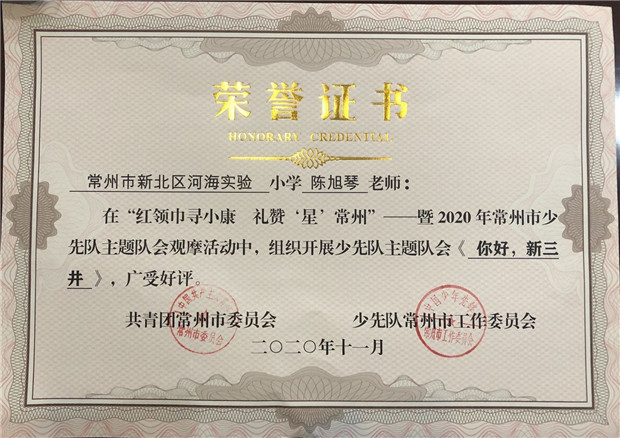 荣誉证书
HONORARY CREDENTIAL
常州市新北区河海实验 小学 陈旭琴 老师：
在“红领巾寻小康 礼赞‘星’常州”——暨 2020 年常州市少
先队主题队会观摩活动中，组织开展少先队主题队会《 你好，新三
井 》，广受好评。
共青团常州市委员会 少先队常州市工作委员会
二〇二〇年十一月